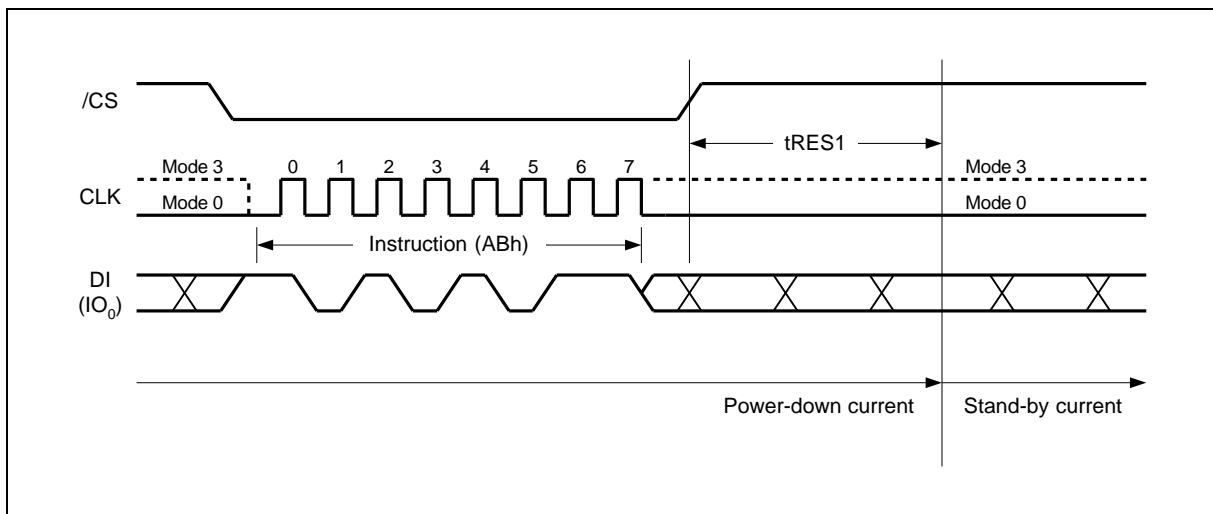 /CS
tRES1
Mode 3
0 1 2 3 4 5 6 7
Mode 3
CLK
Mode 0
Mode 0
Instruction (ABh)
DI
(IO₀)
Power-down current
Stand-by current